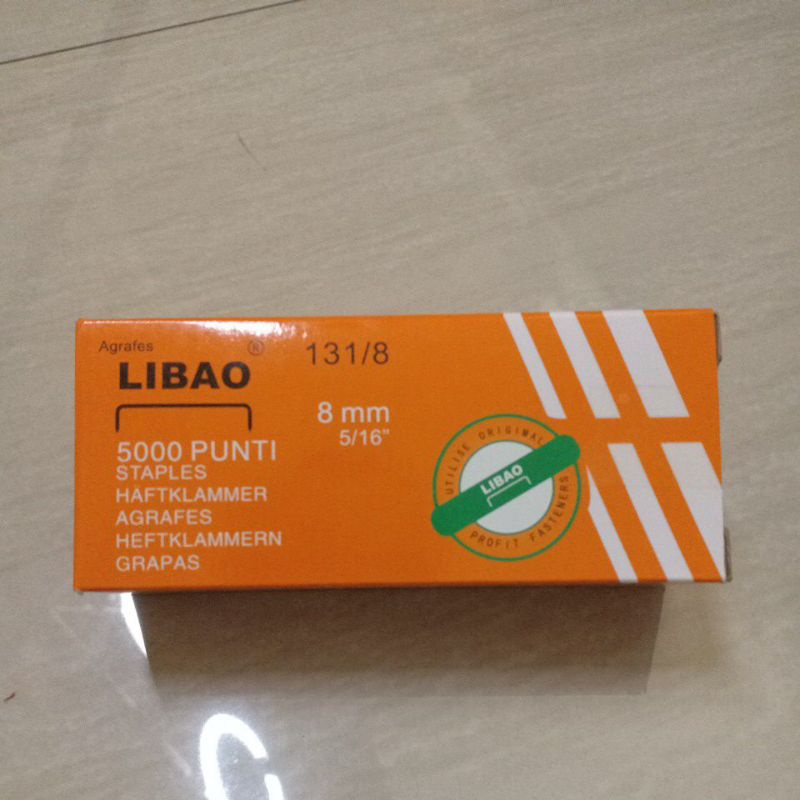 Agrafes
LIBAO ®
131/8
8 mm
5/16"
5000 PUNTI
STAPLES
HAFTKLAMMER
AGRAFES
HEFTKLAMMERN
GRAPAS
UTILISE ORIGINAL
LIBAO
PROFIT FASTENERS